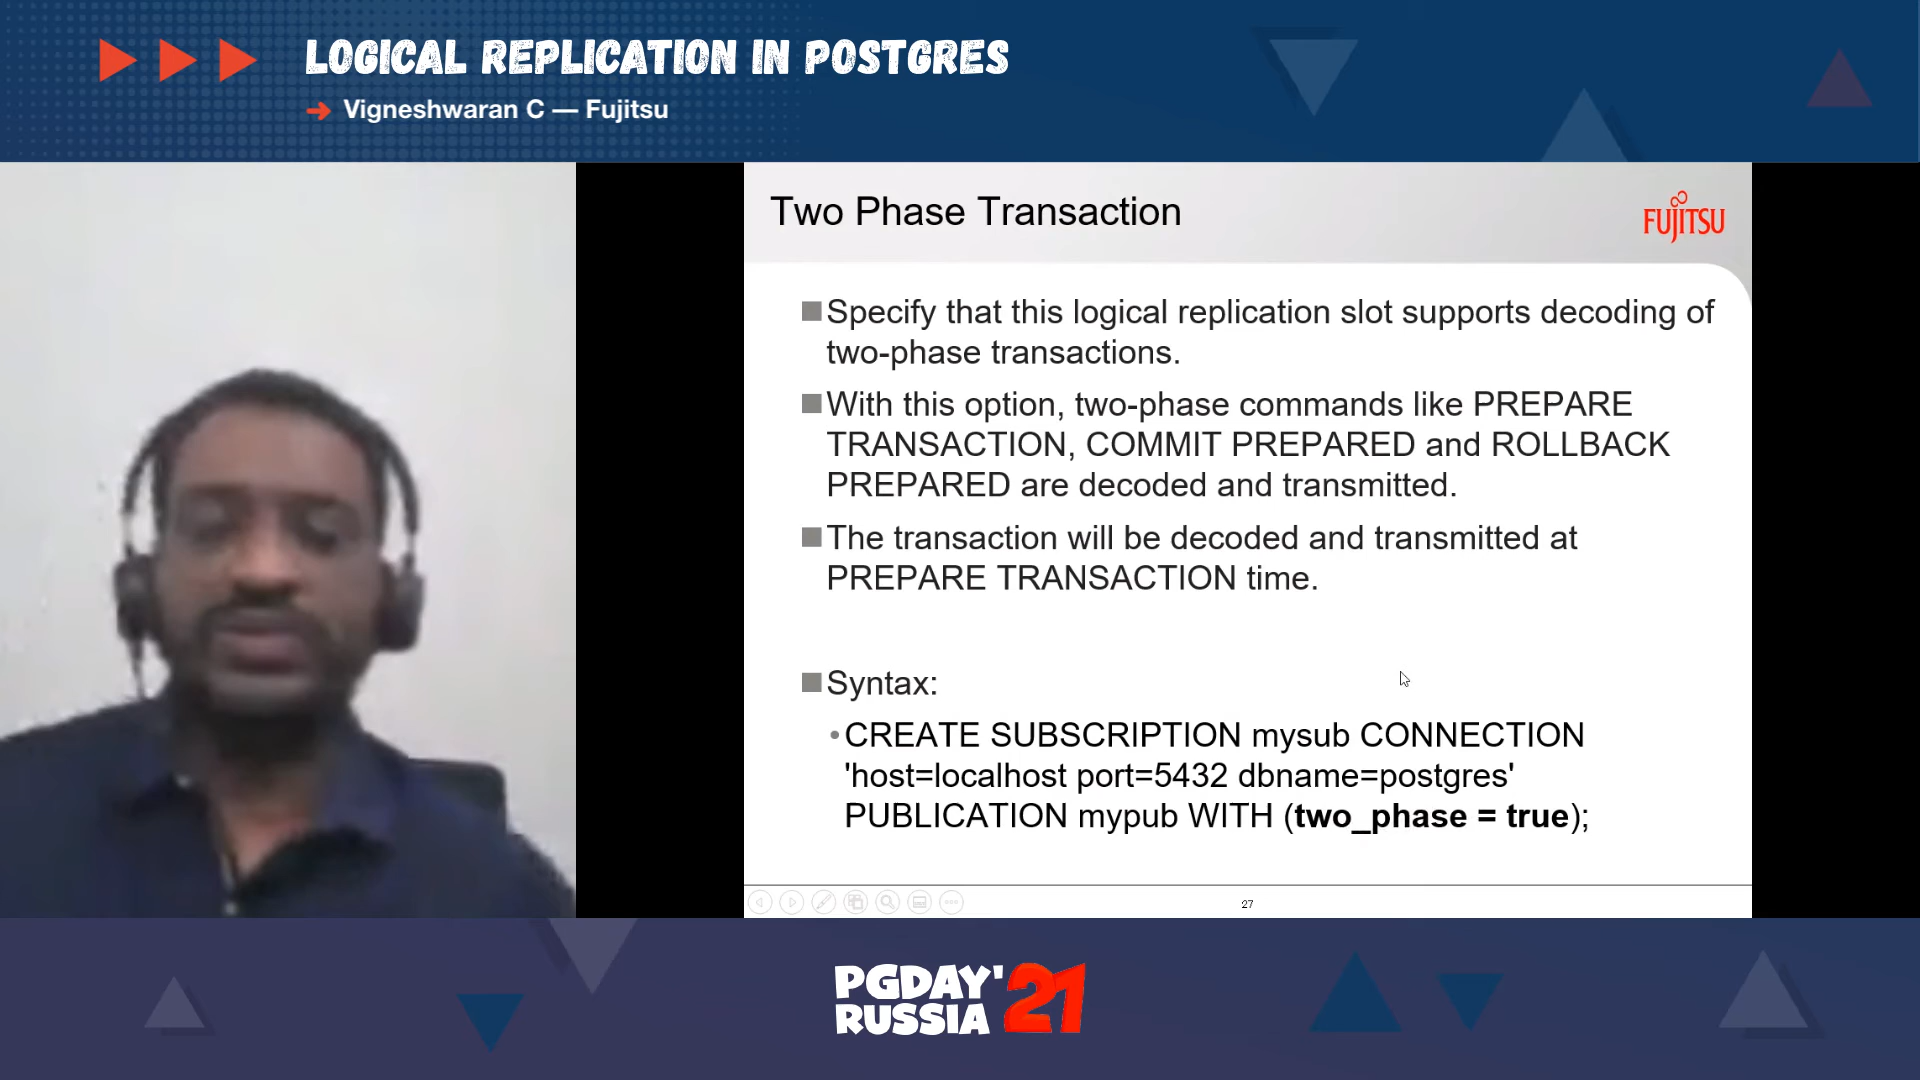 LOGICAL REPLICATION IN POSTGRES
Vigneshwaran C — Fujitsu
Two Phase Transaction
FUJITSU
Specify that this logical replication slot supports decoding of
two-phase transactions.
With this option, two-phase commands like PREPARE
TRANSACTION, COMMIT PREPARED and ROLLBACK
PREPARED are decoded and transmitted.
The transaction will be decoded and transmitted at
PREPARE TRANSACTION time.
Syntax:
CREATE SUBSCRIPTION mysub CONNECTION
'host=localhost port=5432 dbname=postgres'
PUBLICATION mypub WITH (two_phase = true);
27
PGDAY'21
RUSSIA